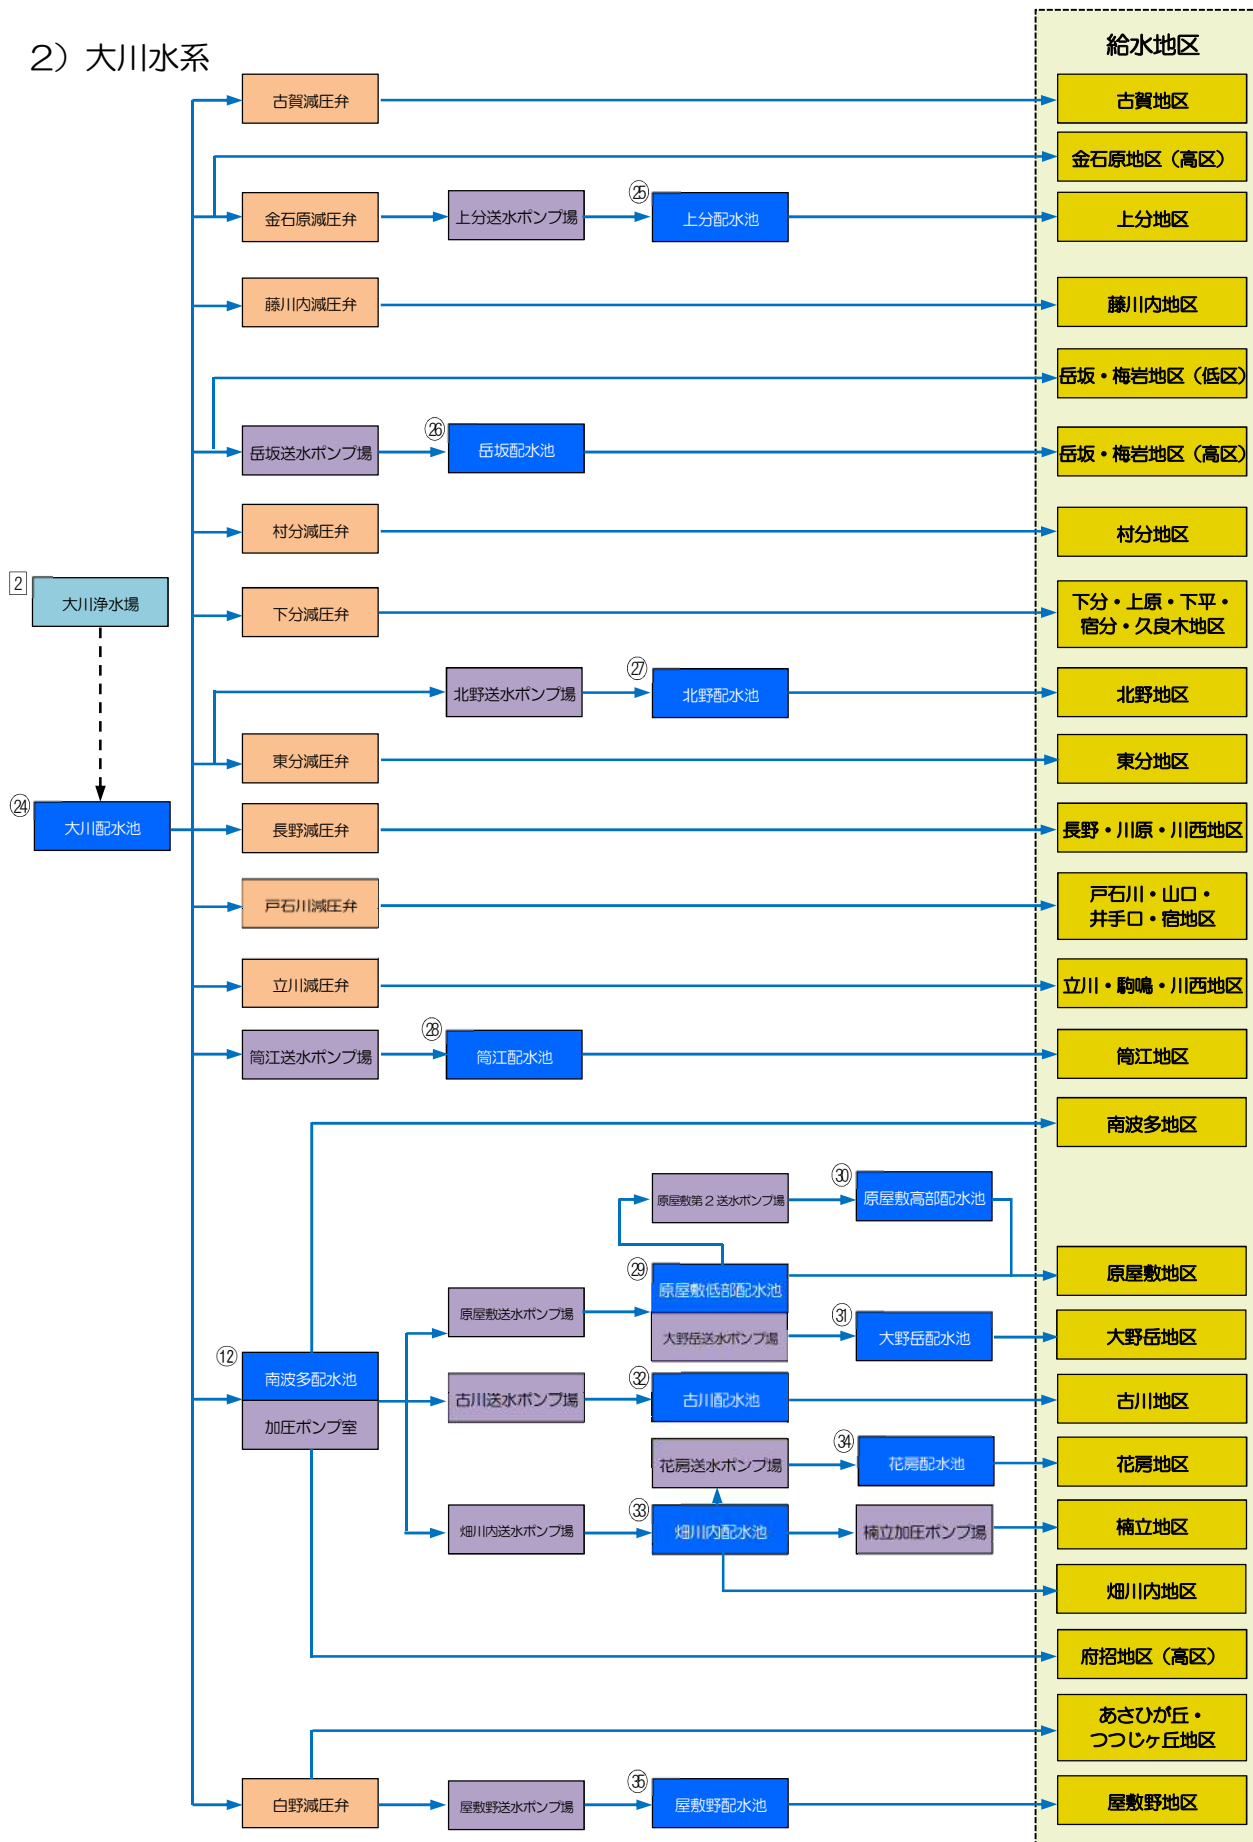 2）大川水系
給水地区
古賀減圧弁
古賀地区
金石原地区（高区）
金石原減圧弁
上分送水ポンプ場
㉕
上分配水池
上分地区
藤川内減圧弁
藤川内地区
岳坂・梅岩地区（低区）
岳坂送水ポンプ場
㉖
岳坂配水池
岳坂・梅岩地区（高区）
村分減圧弁
村分地区
2
大川浄水場
下分減圧弁
下分・上原・下平・
宿分・久良木地区
北野送水ポンプ場
㉗
北野配水池
北野地区
東分減圧弁
東分地区
㉔
大川配水池
長野減圧弁
長野・川原・川西地区
戸石川減圧弁
戸石川・山口・
井手口・宿地区
立川減圧弁
立川・駒鳴・川西地区
筒江送水ポンプ場
㉘
筒江配水池
筒江地区
南波多地区
原屋敷第２送水ポンプ場
㉚
原屋敷高部配水池
原屋敷送水ポンプ場
㉙
原屋敷低部配水池
原屋敷地区
大野岳送水ポンプ場
㉛
大野岳配水池
大野岳地区
⑫
南波多配水池
加圧ポンプ室
古川送水ポンプ場
㉜
古川配水池
古川地区
花房送水ポンプ場
㉞
花房配水池
花房地区
畑川内送水ポンプ場
㉝
畑川内配水池
楠立加圧ポンプ場
楠立地区
畑川内地区
府招地区（高区）
あさひが丘・
つつじヶ丘地区
白野減圧弁
屋敷野送水ポンプ場
㉟
屋敷野配水池
屋敷野地区